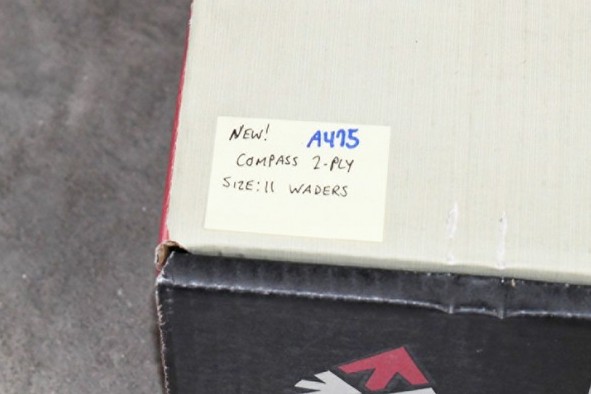 NEW! A475
COMPASS 2-PLY
SIZE: 11 WADERS